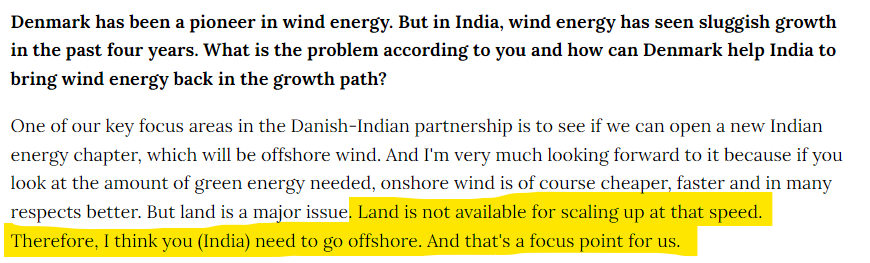 Denmark has been a pioneer in wind energy. But in India, wind energy has seen sluggish growth
in the past four years. What is the problem according to you and how can Denmark help India to
bring wind energy back in the growth path?
One of our key focus areas in the Danish-Indian partnership is to see if we can open a new Indian
energy chapter, which will be offshore wind. And I'm very much looking forward to it because if you
look at the amount of green energy needed, onshore wind is of course cheaper, faster and in many
respects better. But land is a major issue. Land is not available for scaling up at that speed.
Therefore, I think you (India) need to go offshore. And that's a focus point for us.